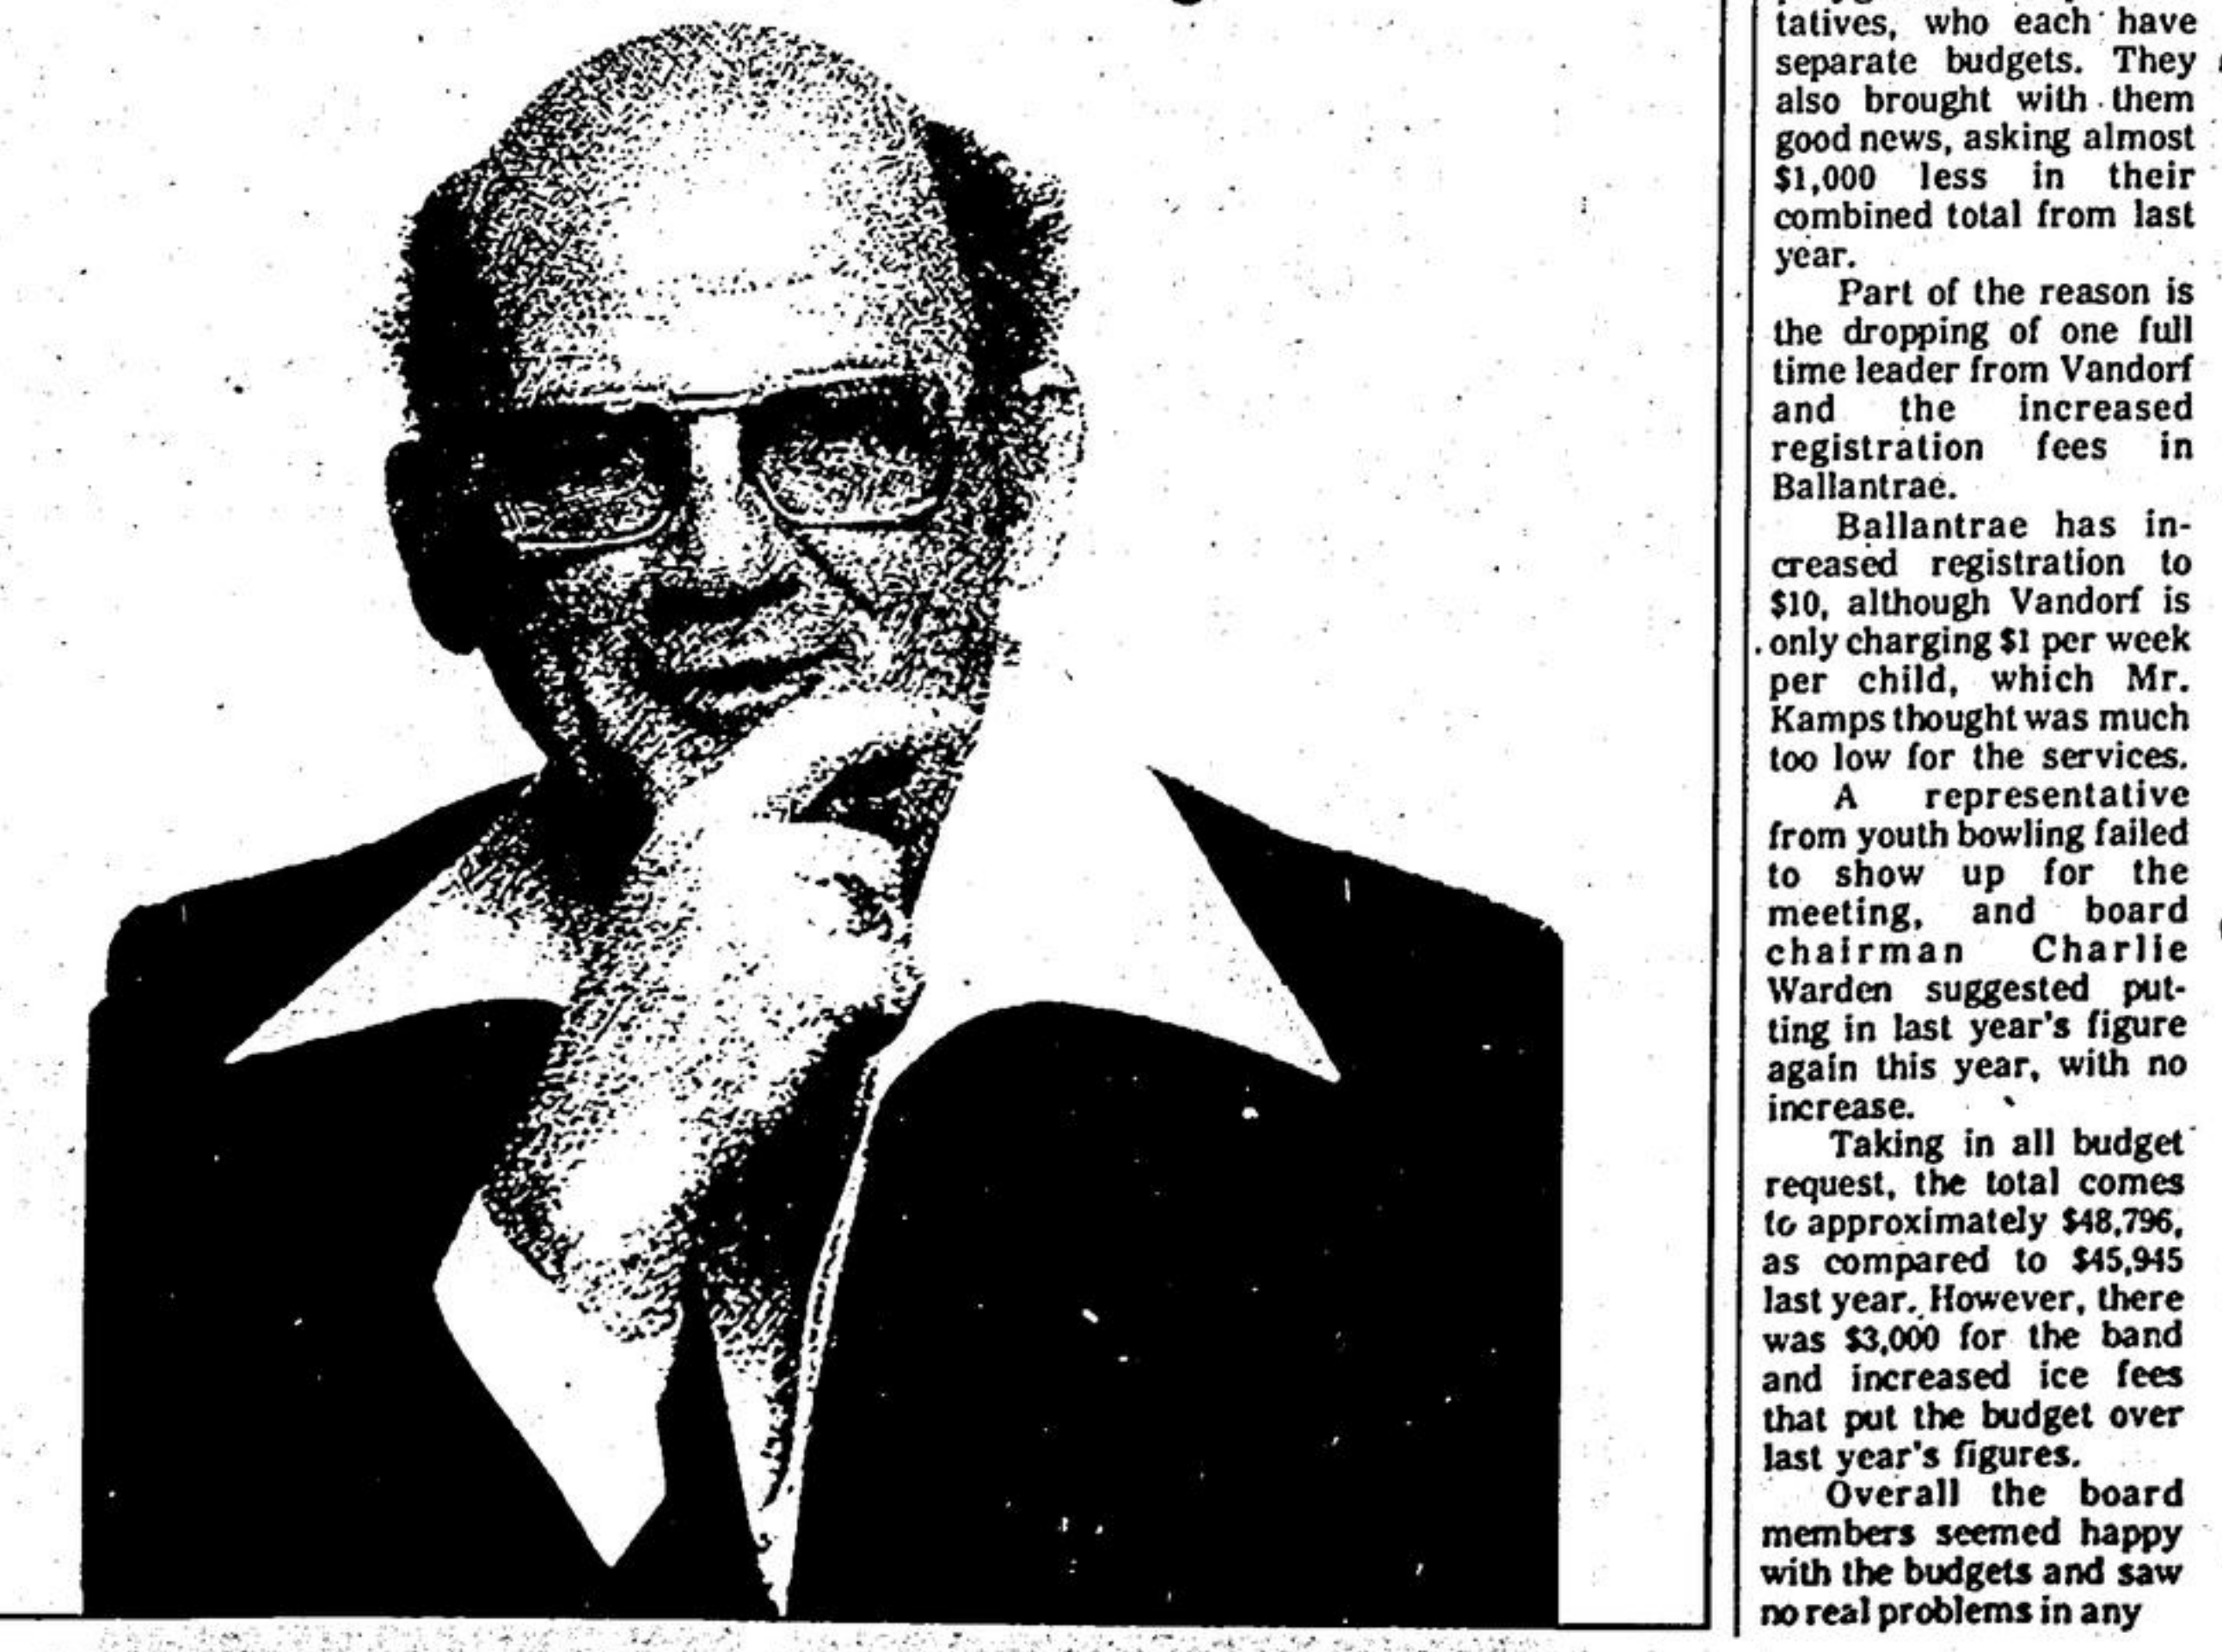 tatives, who each have
separate budgets. They
also brought with them
good news, asking almost
$1,000 less in their
combined total from last
year.
Part of the reason is
the dropping of one full
time leader from Vandorf
and the increased
registration fees in
Ballantrae.
Ballantrae has in-
creased registration to
$10, although Vandorf is
only charging $1 per week
per child, which Mr.
Kamps thought was much
too low for the services.
A representative
from youth bowling failed
to show up for the
meeting, and board
chairman Charlie
Warden suggested put-
ting in last year's figure
again this year, with no
increase.
Taking in all budget
request, the total comes
to approximately $48,796,
as compared to $45,945
last year. However, there
was $3,000 for the band
and increased ice fees
that put the budget over
last year's figures.
Overall the board
members seemed happy
with the budgets and saw
no real problems in any